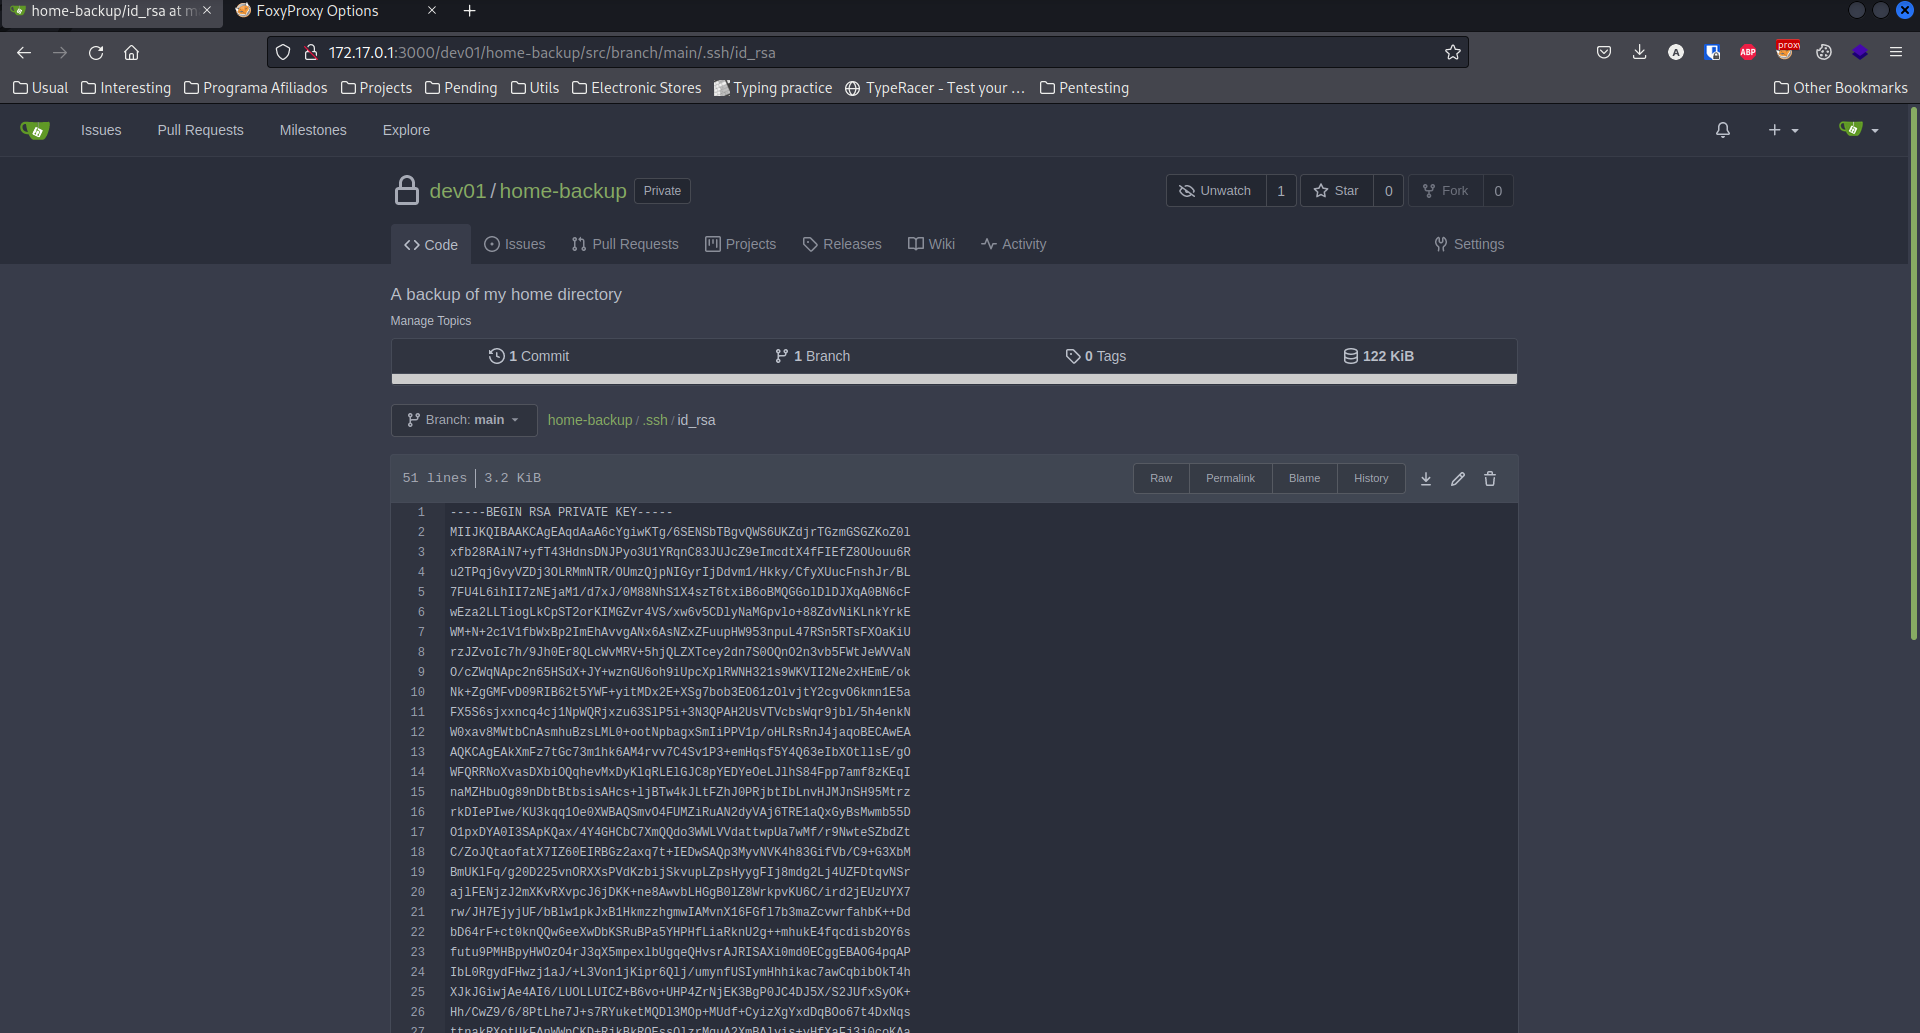 home-backup/id_rsa at m
FoxyProxy Options
172.17.0.1:3000/dev01/home-backup/src/branch/main/.ssh/id_rsa
ABP
Usual Interesting Programa Afiliados Projects Pending Utils Electronic Stores Typing practice TypeRacer - Test your … Pentesting Other Bookmarks
Issues Pull Requests Milestones Explore
dev01 / home-backup Private Unwatch 1 Star 0 Fork 0
Code Issues Pull Requests Projects Releases Wiki Activity Settings
A backup of my home directory
Manage Topics
1 Commit 1 Branch 0 Tags 122 KiB
Branch: main home-backup / .ssh / id_rsa
51 lines | 3.2 KiB Raw Permalink Blame History
1 -----BEGIN RSA PRIVATE KEY-----
2 MIIJKQIBAAKCAgEAqdAaA6cYgiwKTg/6SENSbTBgvQWS6UKZdjrTGzmGSGZKoZ0l
3 xfb28RAiN7+yfT43HdnsDNJPyo3U1YRqnC83JUJcZ9eImcdtX4fFIEfZ8OUouu6R
4 u2TPqjGvyVZDj3OLRMmNTR/OUmzQjpNIGyrIjDdvm1/Hkky/CfyXUucFnshJr/BL
5 7FU4L6ihII7zNEjaM1/d7xJ/0M88NhS1X4szT6txiB6oBMQGGolDlDJXqA0BN6cF
6 wEza2LLTiogLkCpST2orKIMGZvr4VS/xw6v5CDlyNaMGpvlo+88ZdvNiKLnkYrkE
7 WM+N+2c1V1fbWxBp2ImEhAvvgANx6AsNZxZFuupHW953npuL47RSn5RTsFXOaKiU
8 rzJZvoIc7h/9Jh0Er8QLcWvMRV+5hjQLZXTcey2dn7S0OQnO2n3vb5FWtJeWVVaN
9 O/cZWqNApc2n65HSdX+JY+wznGU6oh9iUpcXplRWNH321s9WKVII2Ne2xHEmE/ok
10 Nk+ZgGMFvD09RIB62t5YWF+yitMDx2E+XSg7bob3EO61zOlvjtY2cgvO6kmn1E5a
11 FX5S6sjxxncq4cj1NpWQRjxzu63SlP5i+3N3QPAH2UsVTVcbsWqr9jbl/5h4enkN
12 W0xav8MWtbCnAsmhuBzsLML0+ootNpbagxSmIiPPV1p/oHLRsRnJ4jaqoBECAwEA
13 AQKCAgEAkXmFz7tGc73m1hk6AM4rvv7C4Sv1P3+emHqsf5Y4Q63eIbXOtllsE/gO
14 WFQRRNoXvasDXbiOQqhevMxDyKlqRLElGJC8pYEDYeOeLJlhS84Fpp7amf8zKEqI
15 naMZHbuOg89nDbtBtbsisAHcs+ljBTw4kJLtFZhJ0PRjbtIbLnvHJMJnSH95Mtrz
16 rkDIePIwe/KU3kqq1Oe0XWBAQSmvO4FUMZiRuAN2dyVAj6TRE1aQxGyBsMwmb55D
17 O1pxDYA0I3SApKQax/4Y4GHCbC7XmQQdo3WWLVVdattwpUa7wMf/r9NwteSZbdZt
18 C/ZoJQtaofatX7IZ60EIRBGz2axq7t+IEDwSAQp3MyvNVK4h83GifVb/C9+G3XbM
19 BmUKlFq/g20D225vnORXXsPVdKzbijSkvupLZpsHyygFIj8mdg2Lj4UZFDtqvNSr
20 ajlFENjzJ2mXKvRXvpcJ6jDKK+ne8AwvbLHGgB0lZ8WrkpvKU6C/ird2jEUzUYX7
21 rw/JH7EjyjUF/bBlw1pkJxB1HkmzzhgmwIAMvnX16FGfl7b3maZcvwrfahbK++Dd
22 bD64rF+ct0knQQw6eeXwDbKSRuBPa5YHPHfLiaRknU2g++mhukE4fqcdisb2OY6s
23 futu9PMHBpyHWOzO4rJ3qX5mpexlbUgqeQHvsrAJRISAXi0md0ECggEBAOG4pqAP
24 IbL0RgydFHwzj1aJ/+L3Von1jKipr6Qlj/umynfUSIymHhhikac7awCqbibOkT4h
25 XJkJGiwjAe4AI6/LUOLLUICZ+B6vo+UHP4ZrNjEK3BgP0JC4DJ5X/S2JUfxSyOK+
26 Hh/CwZ9/6/8PtLhe7J+s7RYuketMQDl3MOp+MUdf+CyizXgYxdDqBOo67t4DxNqs
27